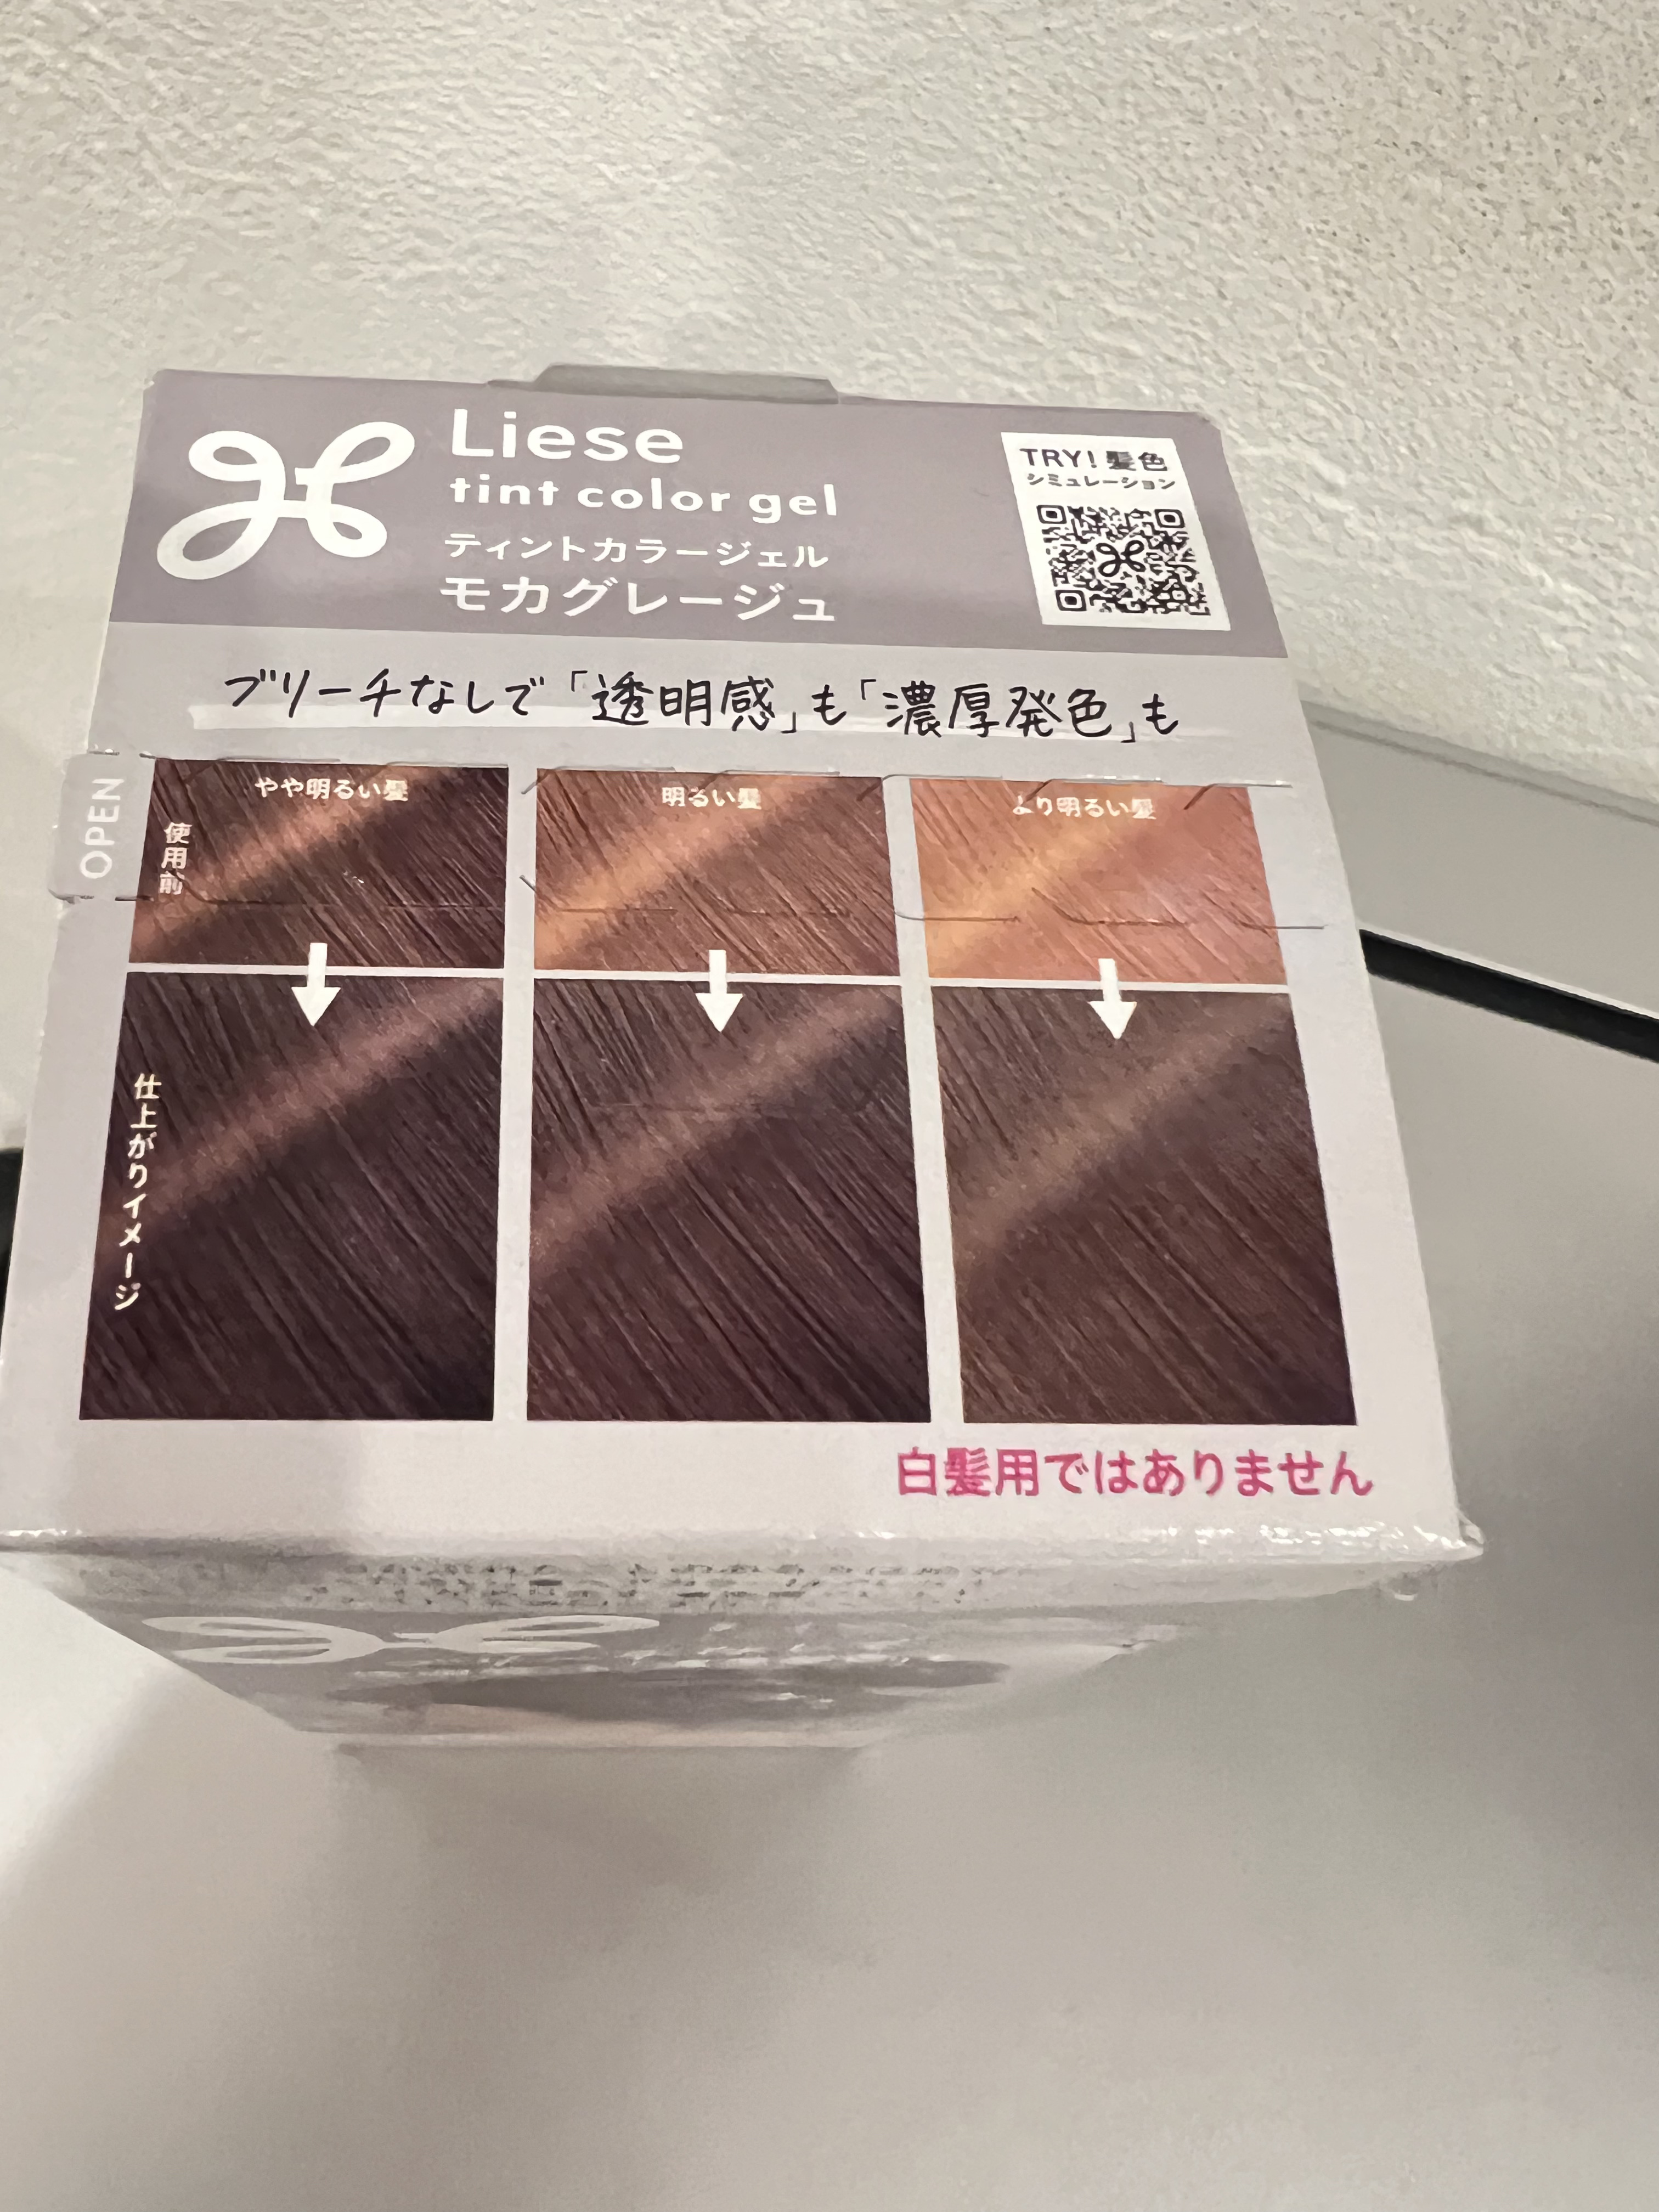 Liese
tint color gel
ティントカラージェル
モカグレージュ
TRY! 髪色
シミュレーション
ブリーチなしで「透明感」も「濃厚発色」も
OPEN
使用前
やや明るい髪
明るい髪
より明るい髪
仕上がりイメージ
白髪用ではありません